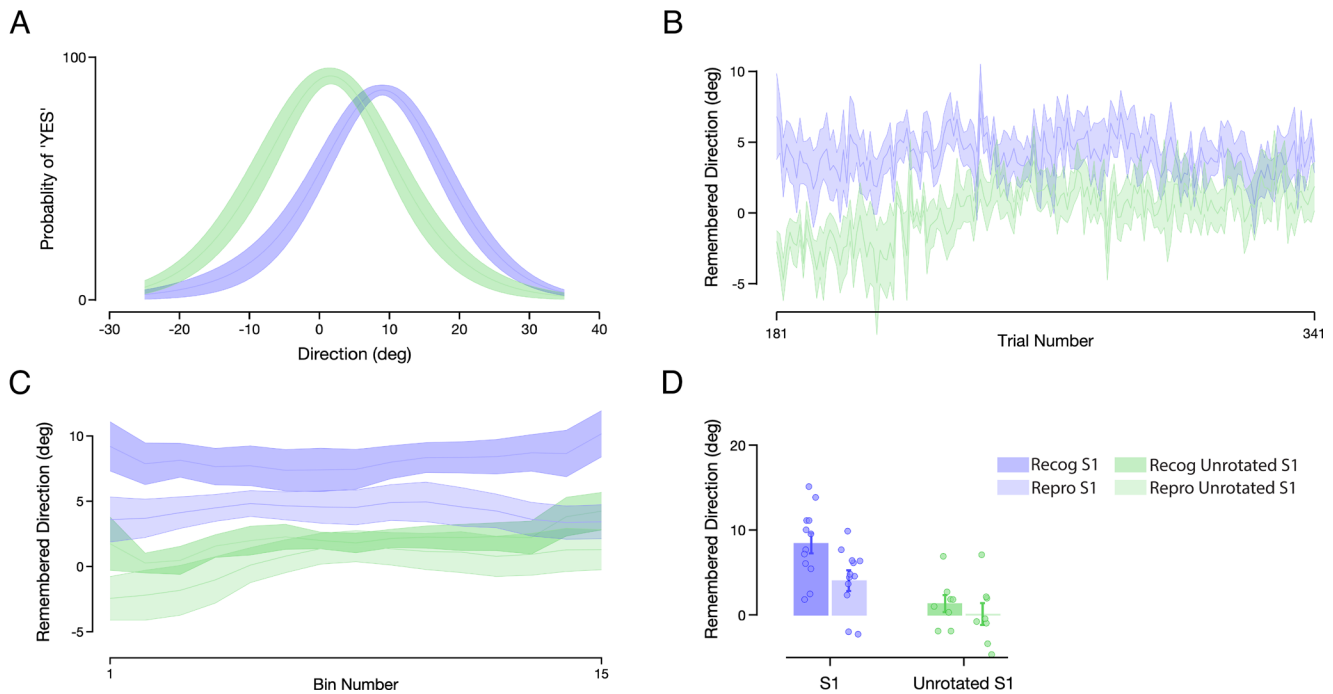 A
100
0
Probablity of 'YES'
-30
-20
-10
0
10
20
30
40
Direction (deg)
B
10
5
0
-5
Remembered Direction (deg)
181
341
Trial Number
C
10
5
0
-5
Remembered Direction (deg)
1
15
Bin Number
D
20
10
0
Remembered Direction (deg)
Recog S1
Recog Unrotated S1
Repro S1
Repro Unrotated S1
S1
Unrotated S1